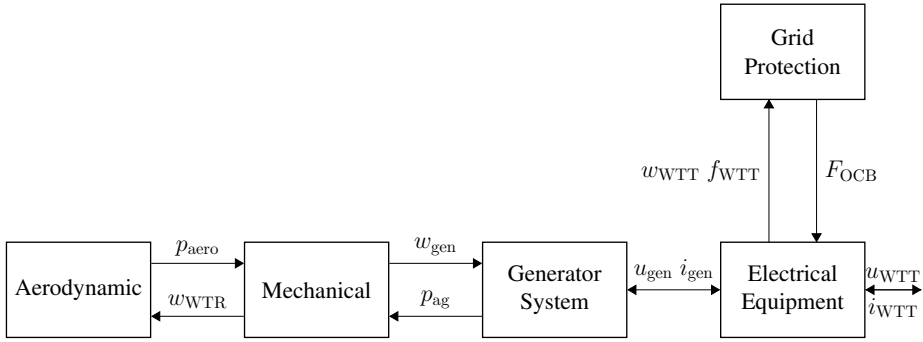 Grid
Protection
w_WTT f_WTT
F_OCB
Aerodynamic
p_aero
w_WTR
Mechanical
w_gen
p_ag
Generator
System
u_gen i_gen
Electrical
Equipment
u_WTT
i_WTT